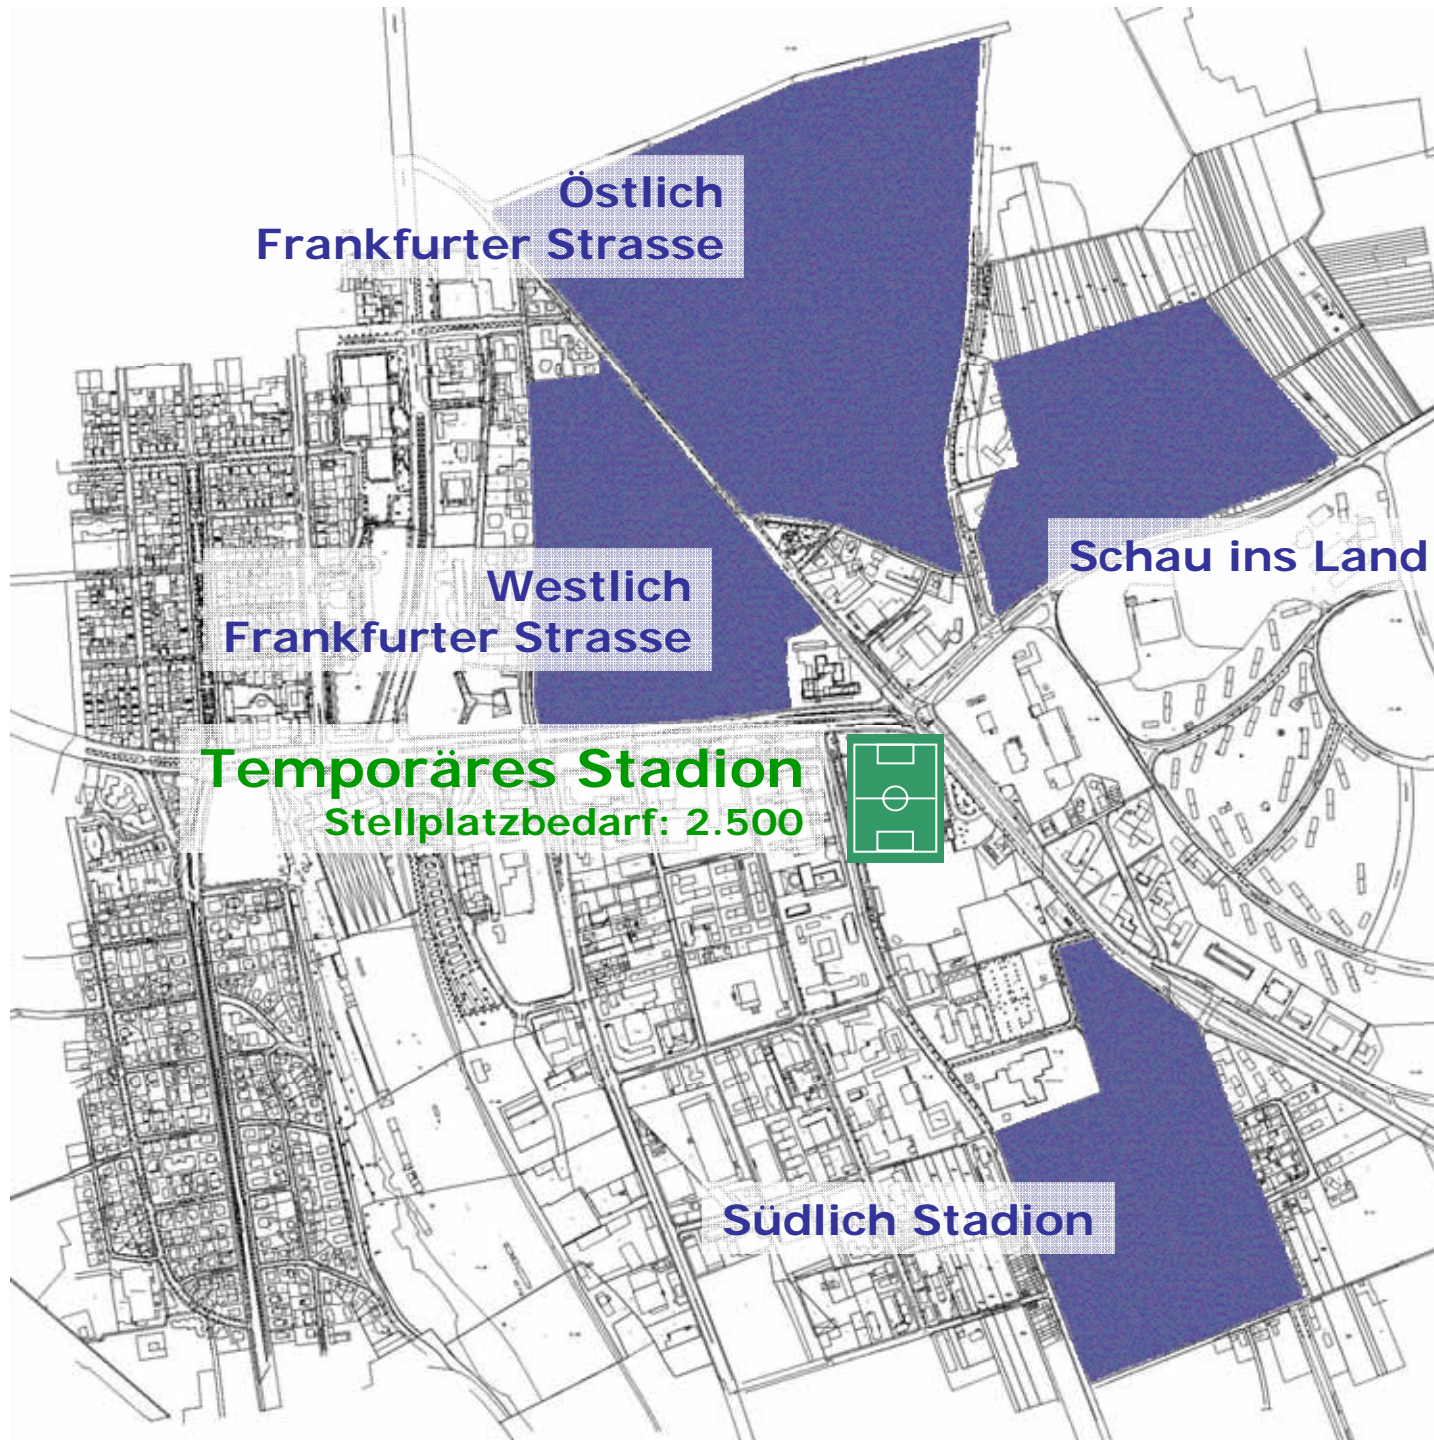 Östlich
Frankfurter Strasse
Schau ins Land
Westlich
Frankfurter Strasse
Temporäres Stadion
Stellplatzbedarf: 2.500
Südlich Stadion